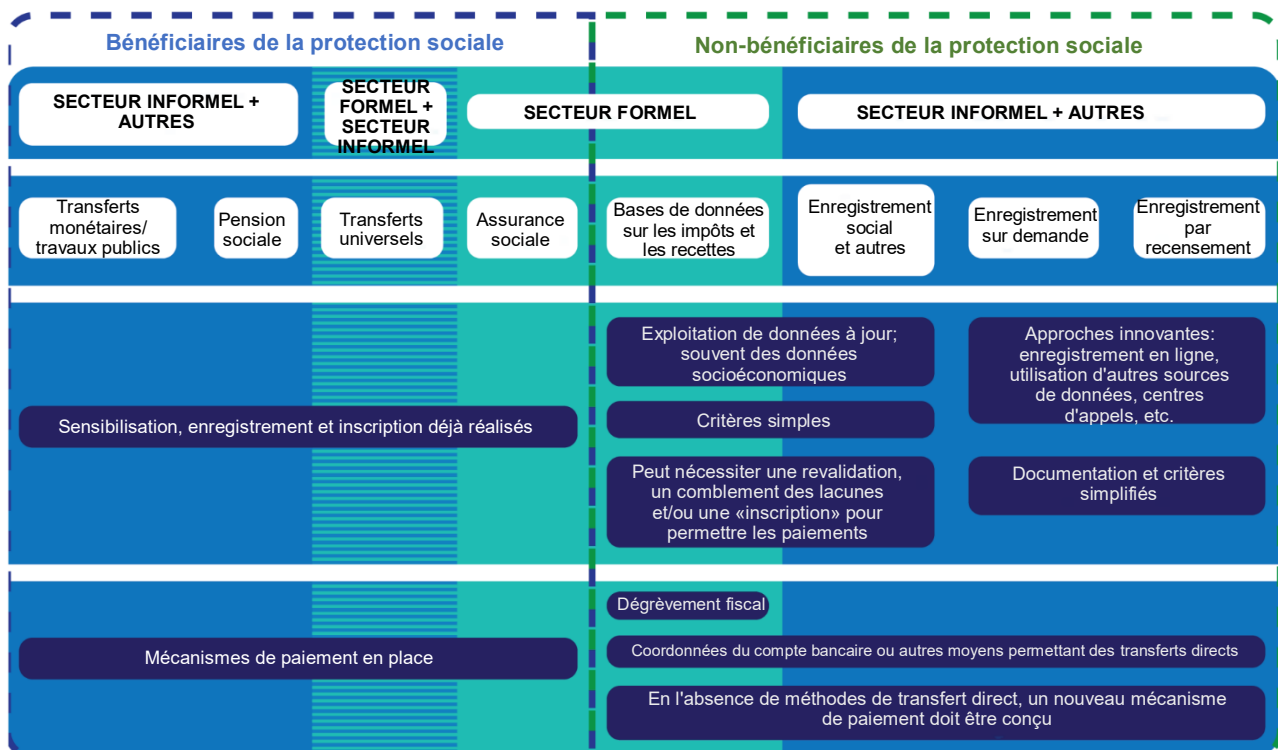 Bénéficiaires de la protection sociale
Non-bénéficiaires de la protection sociale
SECTEUR INFORMEL +
AUTRES
SECTEUR
FORMEL +
SECTEUR
INFORMEL
SECTEUR FORMEL
SECTEUR INFORMEL + AUTRES
Transferts
monétaires/
travaux publics
Pension
sociale
Transferts
universels
Assurance
sociale
Bases de données
sur les impôts et
les recettes
Enregistrement
social
et autres
Enregistrement
sur demande
Enregistrement
par
recensement
Sensibilisation, enregistrement et inscription déjà réalisés
Exploitation de données à jour;
souvent des données
socioéconomiques
Critères simples
Peut nécessiter une revalidation,
un comblement des lacunes
et/ou une «inscription» pour
permettre les paiements
Approches innovantes:
enregistrement en ligne,
utilisation d'autres sources
de données, centres
d'appels, etc.
Documentation et critères
simplifiés
Mécanismes de paiement en place
Dégrèvement fiscal
Coordonnées du compte bancaire ou autres moyens permettant des transferts directs
En l'absence de méthodes de transfert direct, un nouveau mécanisme
de paiement doit être conçu